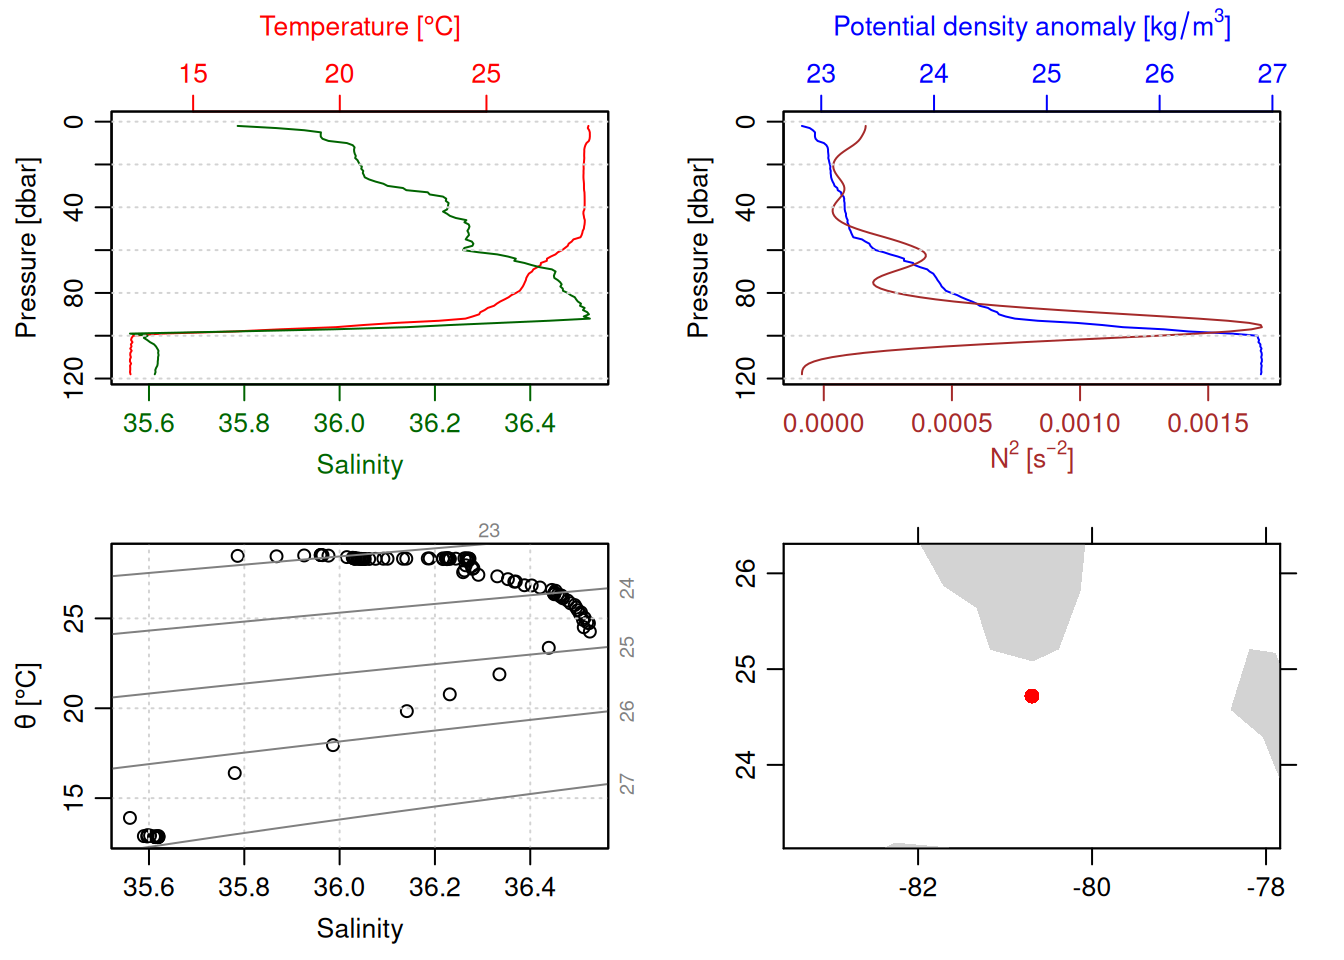 Temperature [°C]
15 20 25
Pressure [dbar]
0
40
80
120
35.6 35.8 36.0 36.2 36.4
Salinity
Potential density anomaly [kg/m³]
23 24 25 26 27
Pressure [dbar]
0
40
80
120
0.0000 0.0005 0.0010 0.0015
N² [s⁻²]
23
24
25
26
27
θ [°C]
25
20
15
35.6 35.8 36.0 36.2 36.4
Salinity
26
25
24
-82 -80 -78